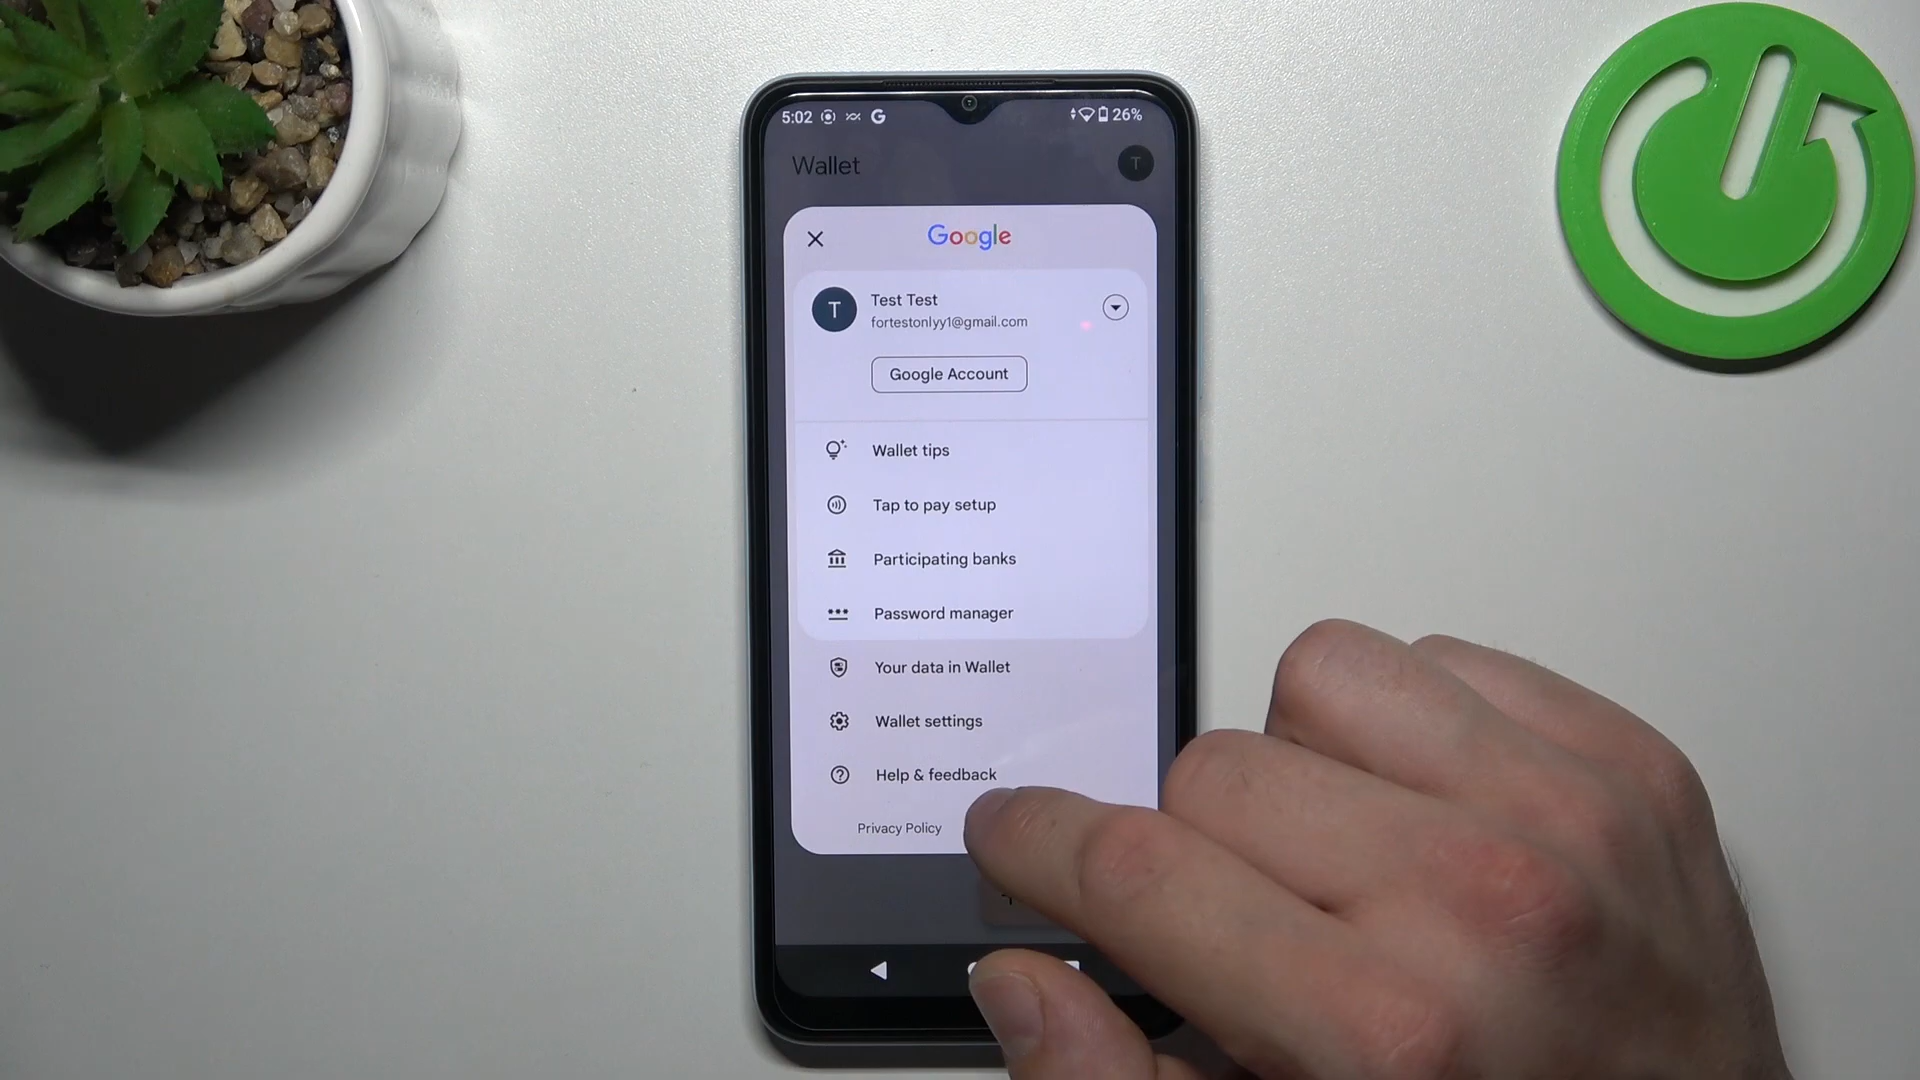 5:02 G 26%
Wallet T
Google
T Test Test
fortestonlyy1@gmail.com
Google Account
Wallet tips
Tap to pay setup
Participating banks
Password manager
Your data in Wallet
Wallet settings
Help & feedback
Privacy Policy